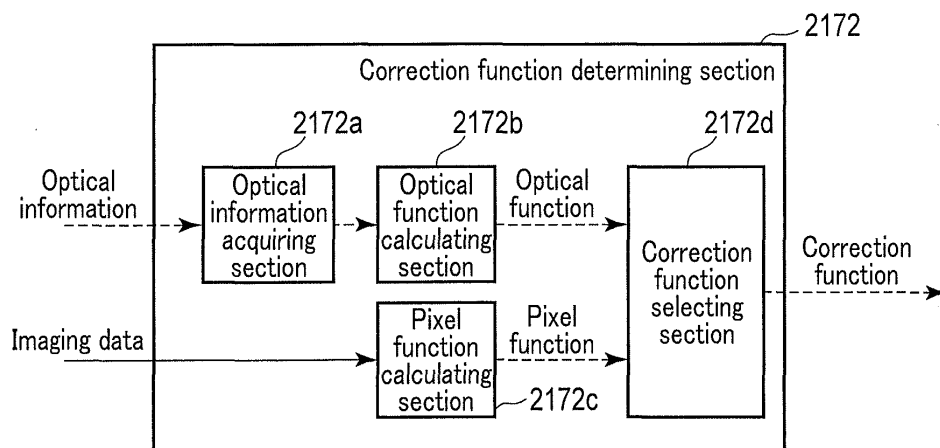 2172
Correction function determining section
2172a
2172b
2172d
Optical
information
Optical
information
acquiring
section
Optical
function
calculating
section
Optical
function
Correction
function
selecting
section
Correction
function
Imaging data
Pixel
function
calculating
section
Pixel
function
2172c